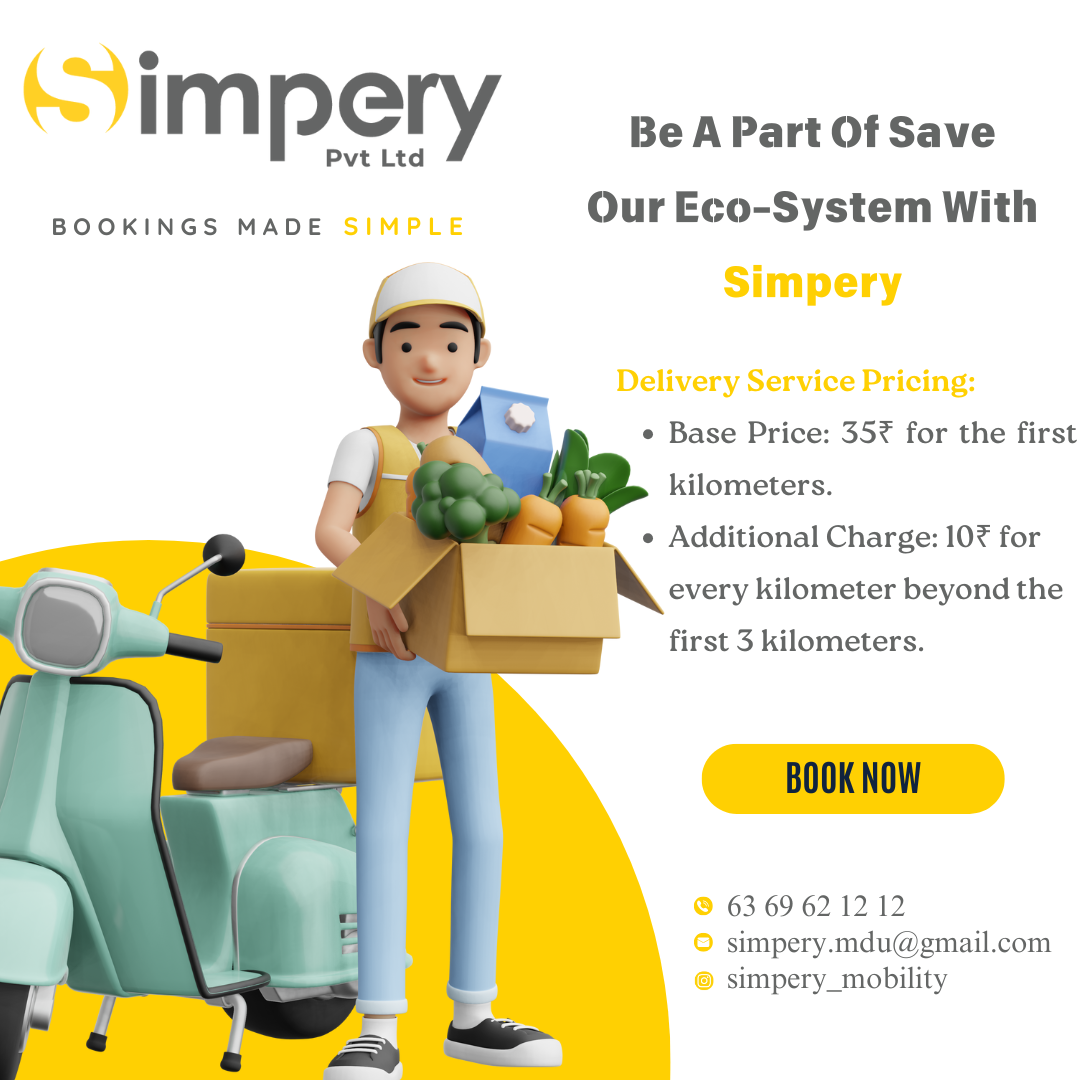 Simpery
Pvt Ltd
BOOKINGS MADE SIMPLE
Be A Part Of Save
Our Eco-System With
Simpery
Delivery Service Pricing:
• Base Price: 35₹ for the first
kilometers.
• Additional Charge: 10₹ for
every kilometer beyond the
first 3 kilometers.
BOOK NOW
63 69 62 12 12
simpery.mdu@gmail.com
simpery_mobility